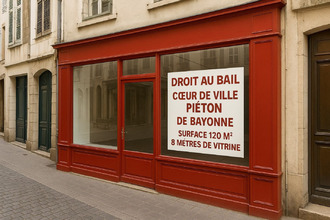 DROIT AU BAIL
CŒUR DE VILLE
PIÉTON
DE BAYONNE
SURFACE 120 M²
8 MÈTRES DE VITRINE